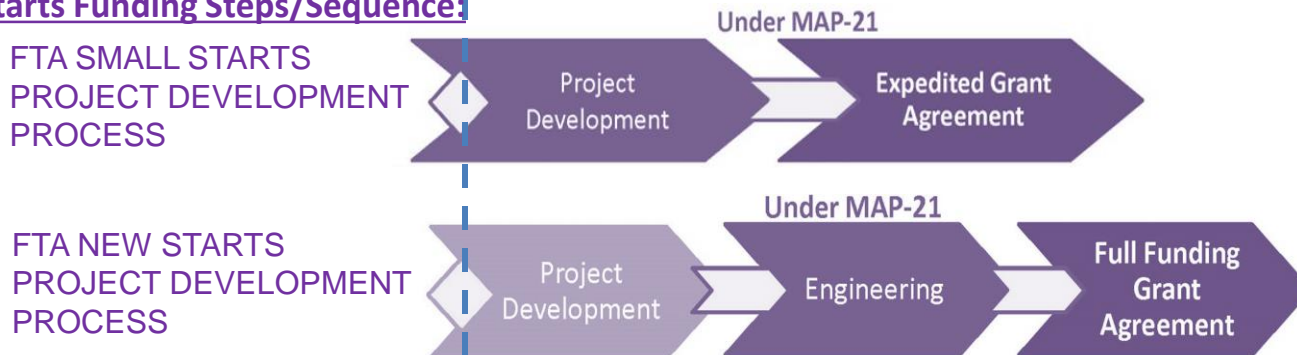 tarts Funding Steps/Sequence:
Under MAP-21
FTA SMALL STARTS
PROJECT DEVELOPMENT
PROCESS
Project
Development
Expedited Grant
Agreement
Under MAP-21
FTA NEW STARTS
PROJECT DEVELOPMENT
PROCESS
Project
Development
Engineering
Full Funding
Grant
Agreement